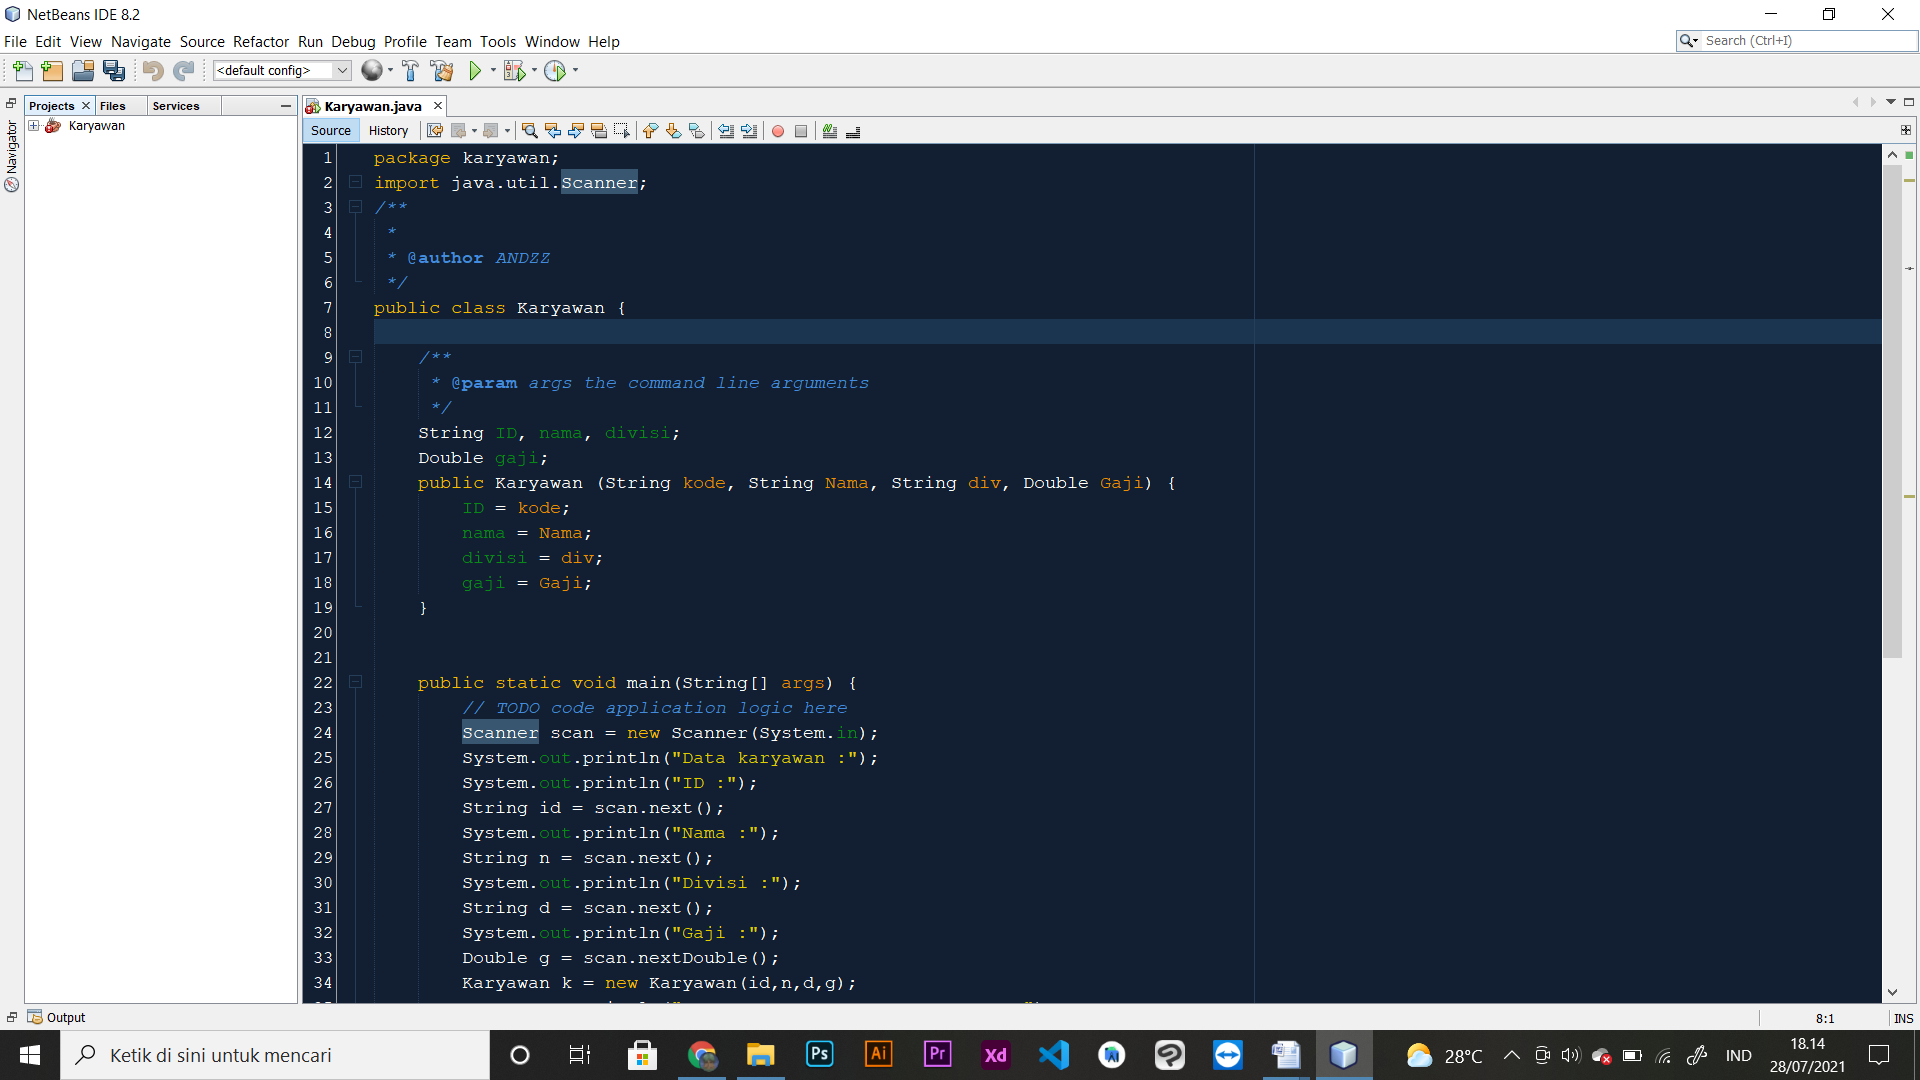 NetBeans IDE 8.2
File Edit View Navigate Source Refactor Run Debug Profile Team Tools Window Help
Search (Ctrl+I)
<default config>
Projects Files Services
Navigator
Karyawan
Karyawan.java
Source History
1 package karyawan;
2 import java.util.Scanner;
3 /**
4 *
5 * @author ANDZZ
6 */
7 public class Karyawan {
8
9 /**
10 * @param args the command line arguments
11 */
12 String ID, nama, divisi;
13 Double gaji;
14 public Karyawan (String kode, String Nama, String div, Double Gaji) {
15 ID = kode;
16 nama = Nama;
17 divisi = div;
18 gaji = Gaji;
19 }
20
21
22 public static void main(String[] args) {
23 // TODO code application logic here
24 Scanner scan = new Scanner(System.in);
25 System.out.println("Data karyawan :");
26 System.out.println("ID :");
27 String id = scan.next();
28 System.out.println("Nama :");
29 String n = scan.next();
30 System.out.println("Divisi :");
31 String d = scan.next();
32 System.out.println("Gaji :");
33 Double g = scan.nextDouble();
34 Karyawan k = new Karyawan(id,n,d,g);
Output
8:1 INS
Ketik di sini untuk mencari
Ps Ai Pr Xd
28°C
IND
18.14
28/07/2021